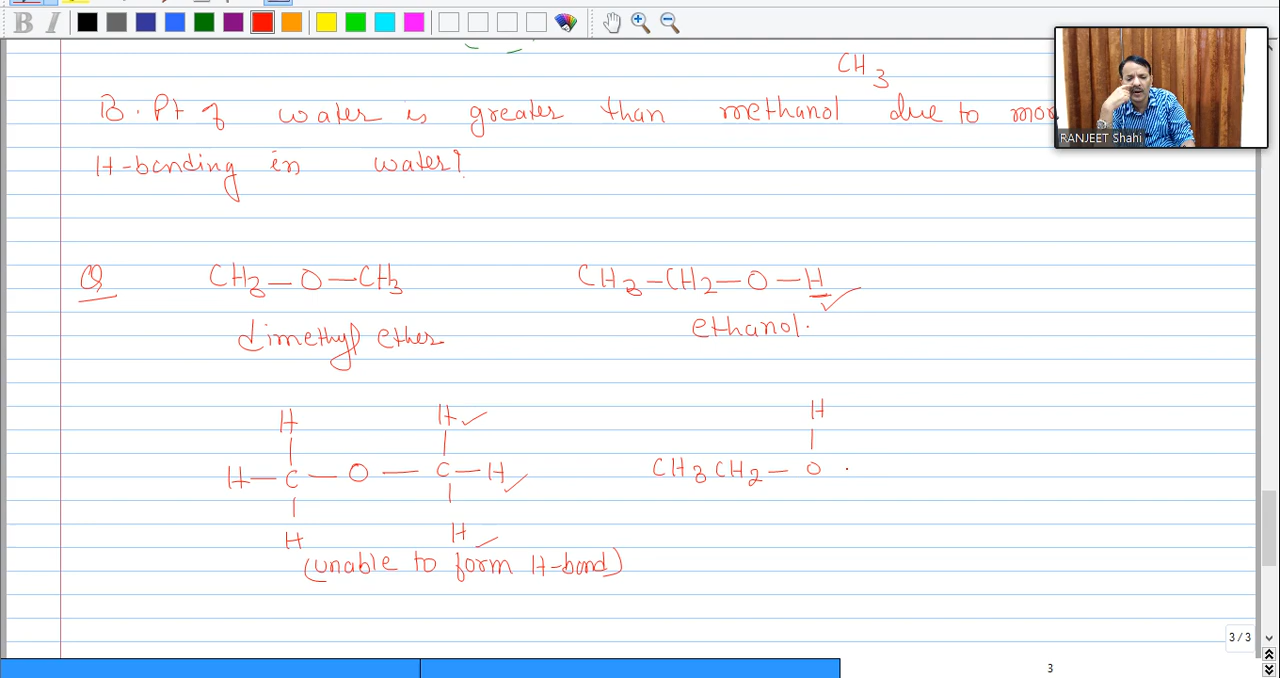 B I
CH3
B.Pt of water is greater than methanol due to
RANJEET Shahi
H-bonding in water?
Q CH3—O—CH3 CH3—CH2—O—H
dimethyl ether ethanol.
H H H
H—C—O—C—H CH3CH2—O
H H
(unable to form H-bond)
3/3
3